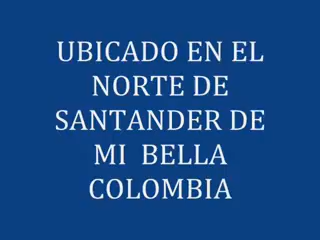 UBICADO EN EL
NORTE DE
SANTANDER DE
MI  BELLA
COLOMBIA